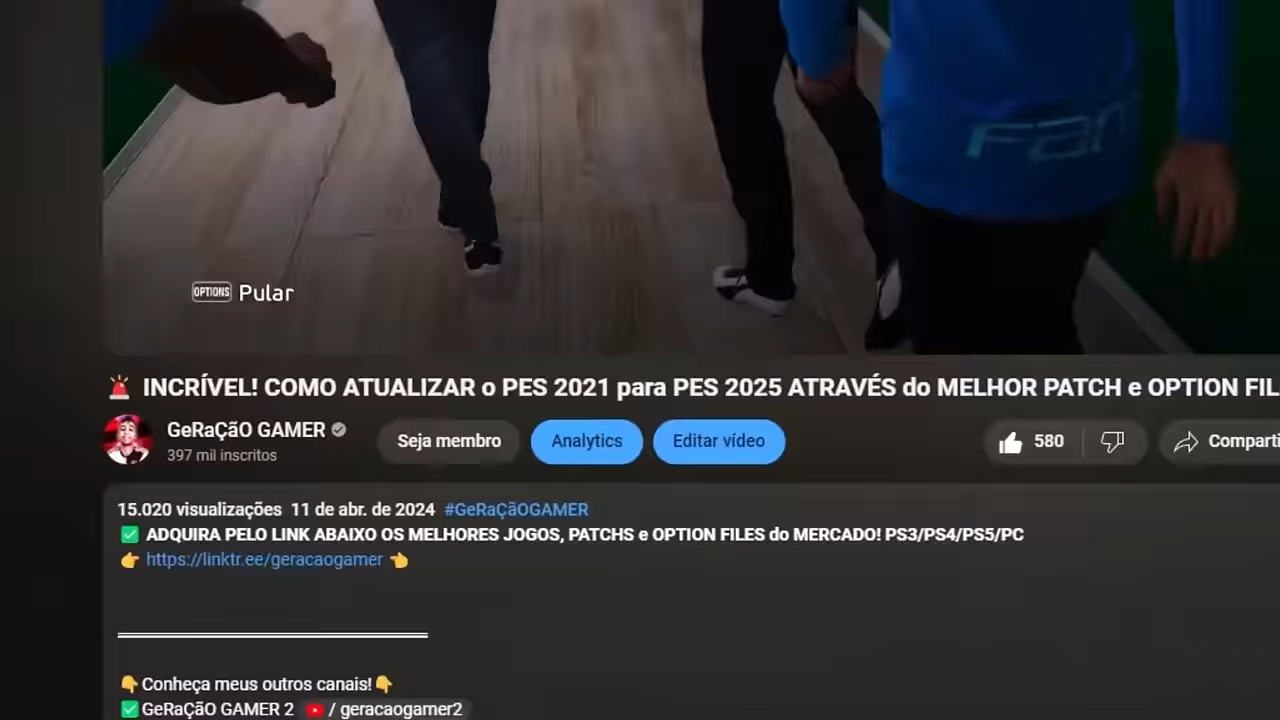 OPTIONS Pular
INCRÍVEL! COMO ATUALIZAR o PES 2021 para PES 2025 ATRAVÉS do MELHOR PATCH e OPTION FIL
GeRaÇãO GAMER
397 mil inscritos
Seja membro
Analytics
Editar vídeo
580
Comparti
15.020 visualizações 11 de abr. de 2024 #GeRaÇãOGAMER
✅ ADQUIRA PELO LINK ABAIXO OS MELHORES JOGOS, PATCHS e OPTION FILES do MERCADO! PS3/PS4/PS5/PC
👉 https://linktr.ee/geracaogamer 👈
👇Conheça meus outros canais!👇
✅GeRaÇãO GAMER 2 / geracaogamer2